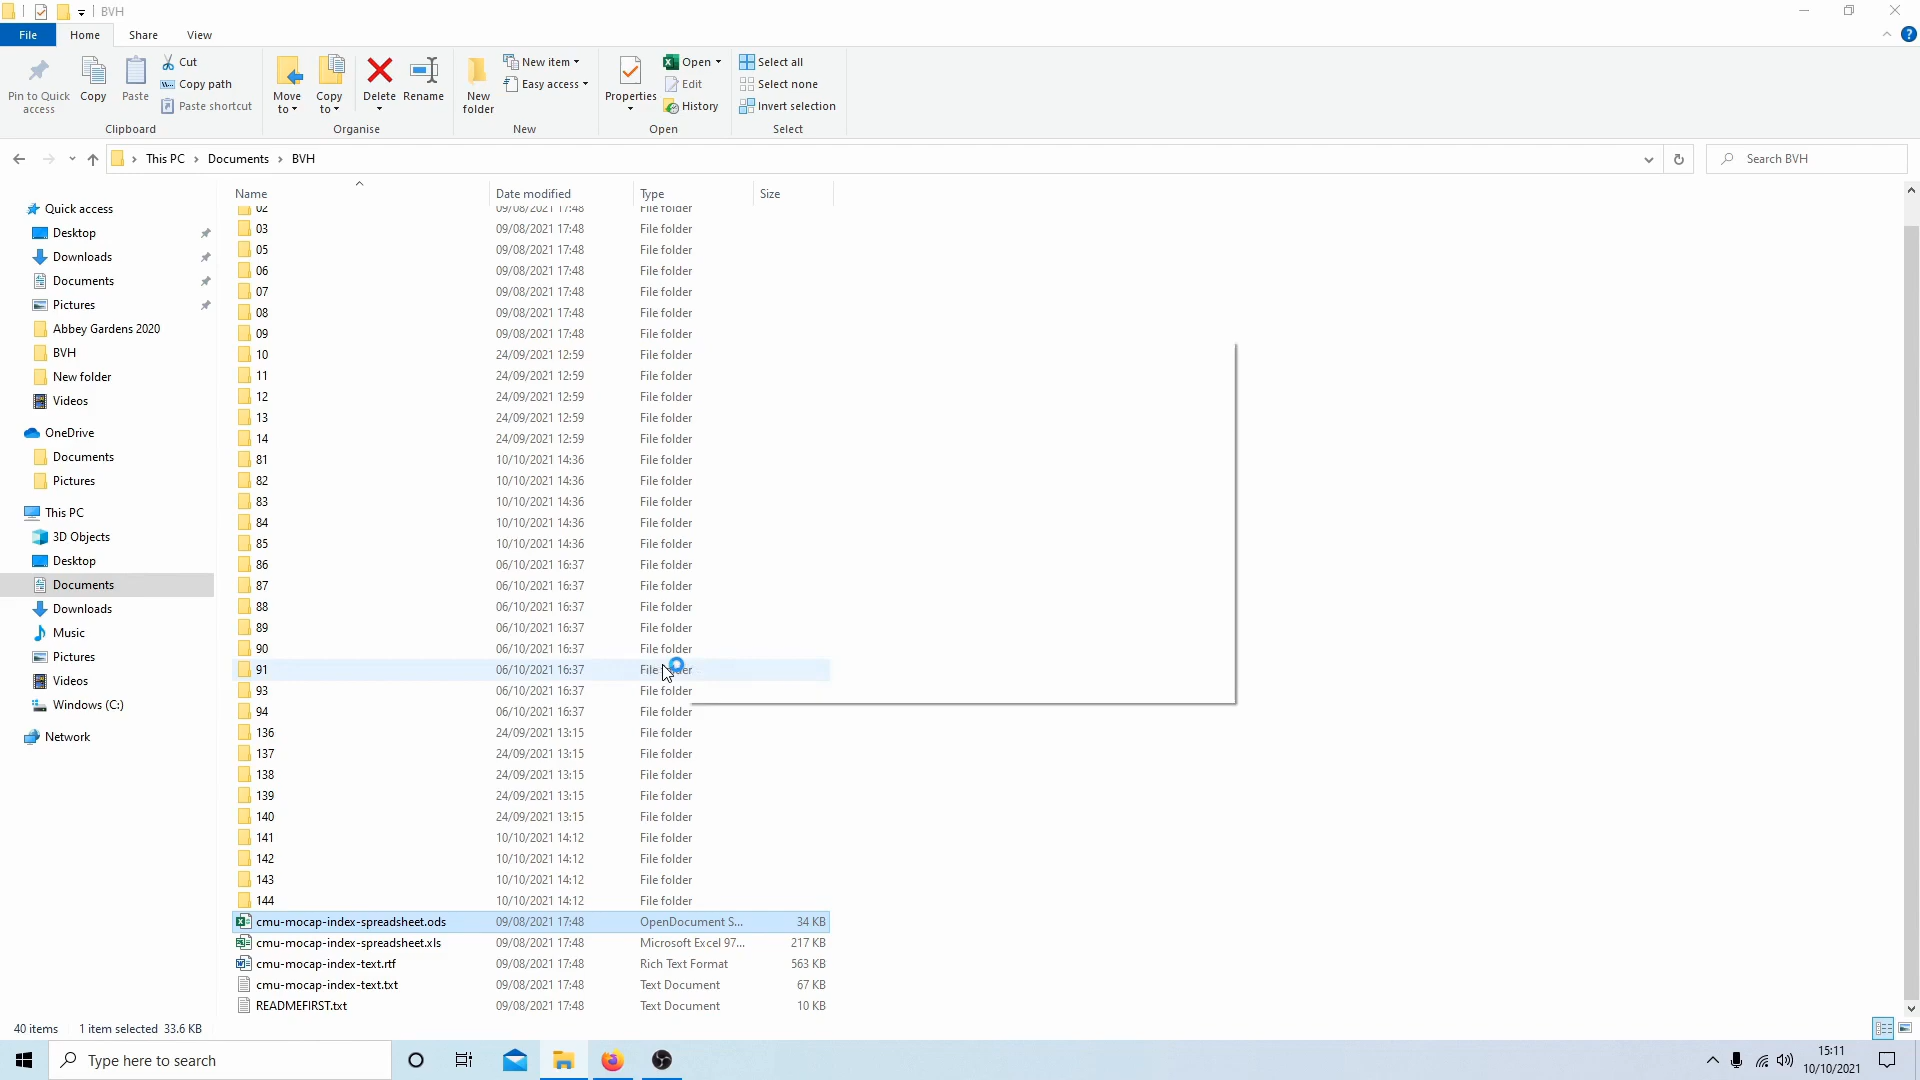 BVH
File Home Share View
Pin to Quick access
Copy
Paste
Cut
Copy path
Paste shortcut
Clipboard
Move to
Copy to
Delete
Rename
Organise
New folder
New item
Easy access
New
Properties
Open
Edit
History
Open
Select all
Select none
Invert selection
Select
This PC > Documents > BVH
Search BVH
Quick access
Desktop
Downloads
Documents
Pictures
Abbey Gardens 2020
BVH
New folder
Videos
OneDrive
Documents
Pictures
This PC
3D Objects
Desktop
Documents
Downloads
Music
Pictures
Videos
Windows (C:)
Network
Name Date modified Type Size
02 09/08/2021 17:48 File folder
03 09/08/2021 17:48 File folder
05 09/08/2021 17:48 File folder
06 09/08/2021 17:48 File folder
07 09/08/2021 17:48 File folder
08 09/08/2021 17:48 File folder
09 09/08/2021 17:48 File folder
10 24/09/2021 12:59 File folder
11 24/09/2021 12:59 File folder
12 24/09/2021 12:59 File folder
13 24/09/2021 12:59 File folder
14 24/09/2021 12:59 File folder
81 10/10/2021 14:36 File folder
82 10/10/2021 14:36 File folder
83 10/10/2021 14:36 File folder
84 10/10/2021 14:36 File folder
85 10/10/2021 14:36 File folder
86 06/10/2021 16:37 File folder
87 06/10/2021 16:37 File folder
88 06/10/2021 16:37 File folder
89 06/10/2021 16:37 File folder
90 06/10/2021 16:37 File folder
91 06/10/2021 16:37 File folder
93 06/10/2021 16:37 File folder
94 06/10/2021 16:37 File folder
136 24/09/2021 13:15 File folder
137 24/09/2021 13:15 File folder
138 24/09/2021 13:15 File folder
139 24/09/2021 13:15 File folder
140 24/09/2021 13:15 File folder
141 10/10/2021 14:12 File folder
142 10/10/2021 14:12 File folder
143 10/10/2021 14:12 File folder
144 10/10/2021 14:12 File folder
cmu-mocap-index-spreadsheet.ods 09/08/2021 17:48 OpenDocument S... 34 KB
cmu-mocap-index-spreadsheet.xls 09/08/2021 17:48 Microsoft Excel 97... 217 KB
cmu-mocap-index-text.rtf 09/08/2021 17:48 Rich Text Format 563 KB
cmu-mocap-index-text.txt 09/08/2021 17:48 Text Document 67 KB
READMEFIRST.txt 09/08/2021 17:48 Text Document 10 KB
40 items 1 item selected 33.6 KB
Type here to search
15:11
10/10/2021